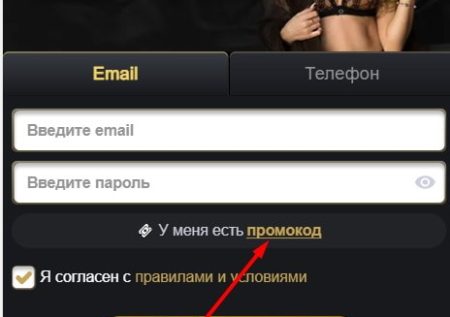 Email Телефон
Введите email
Введите пароль
У меня есть промокод
Я согласен с правилами и условиями